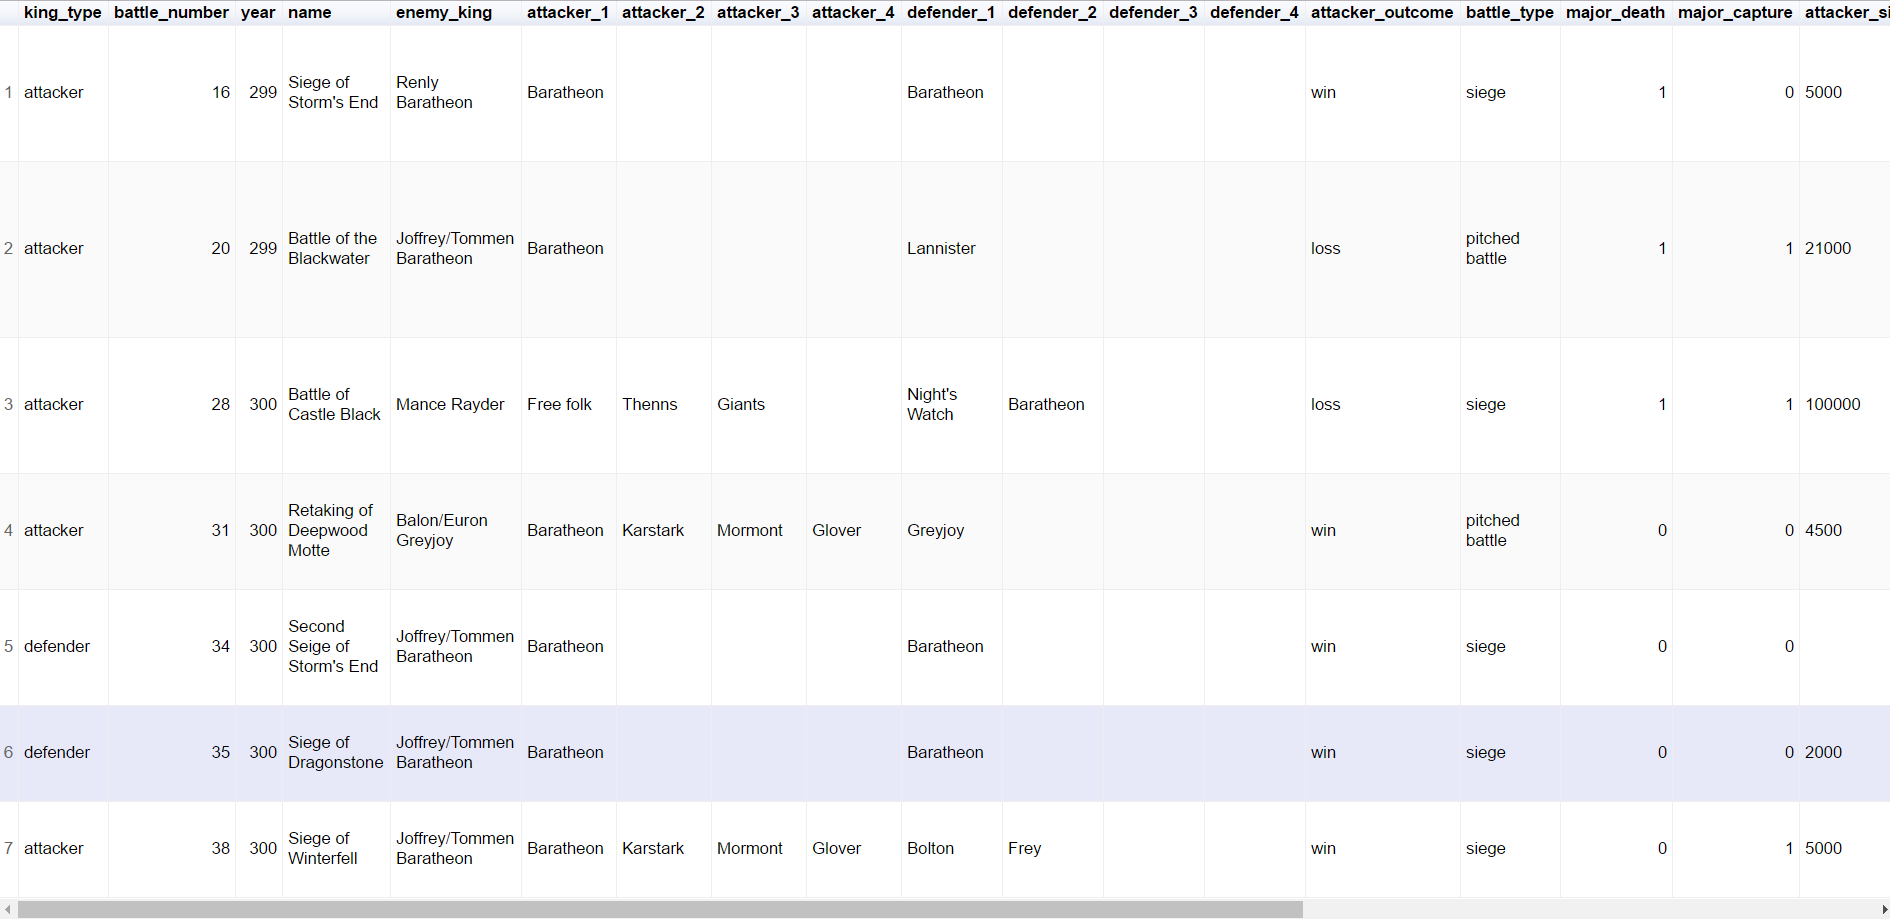 king_type battle_number year name enemy_king attacker_1 attacker_2 attacker_3 attacker_4 defender_1 defender_2 defender_3 defender_4 attacker_outcome battle_type major_death major_capture attacker_si
1 attacker 16 299 Siege of Storm's End Renly Baratheon Baratheon Baratheon win siege 1 0 5000
2 attacker 20 299 Battle of the Blackwater Joffrey/Tommen Baratheon Baratheon Lannister loss pitched battle 1 1 21000
3 attacker 28 300 Battle of Castle Black Mance Rayder Free folk Thenns Giants Night's Watch Baratheon loss siege 1 1 100000
4 attacker 31 300 Retaking of Deepwood Motte Balon/Euron Greyjoy Baratheon Karstark Mormont Glover Greyjoy win pitched battle 0 0 4500
5 defender 34 300 Second Seige of Storm's End Joffrey/Tommen Baratheon Baratheon Baratheon win siege 0 0
6 defender 35 300 Siege of Dragonstone Joffrey/Tommen Baratheon Baratheon Baratheon win siege 0 0 2000
7 attacker 38 300 Siege of Winterfell Joffrey/Tommen Baratheon Baratheon Karstark Mormont Glover Bolton Frey win siege 0 1 5000